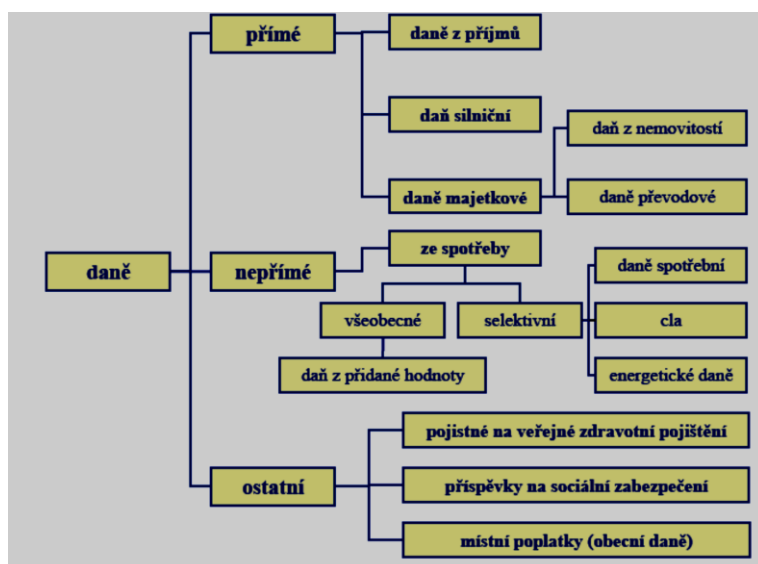 přímé
daně z příjmů
daň silniční
daň z nemovitostí
daně majetkové
daně převodové
daně
nepřímé
ze spotřeby
daně spotřební
všeobecné
selektivní
cla
daň z přidané hodnoty
energetické daně
ostatní
pojistné na veřejné zdravotní pojištění
příspěvky na sociální zabezpečení
místní poplatky (obecní daně)